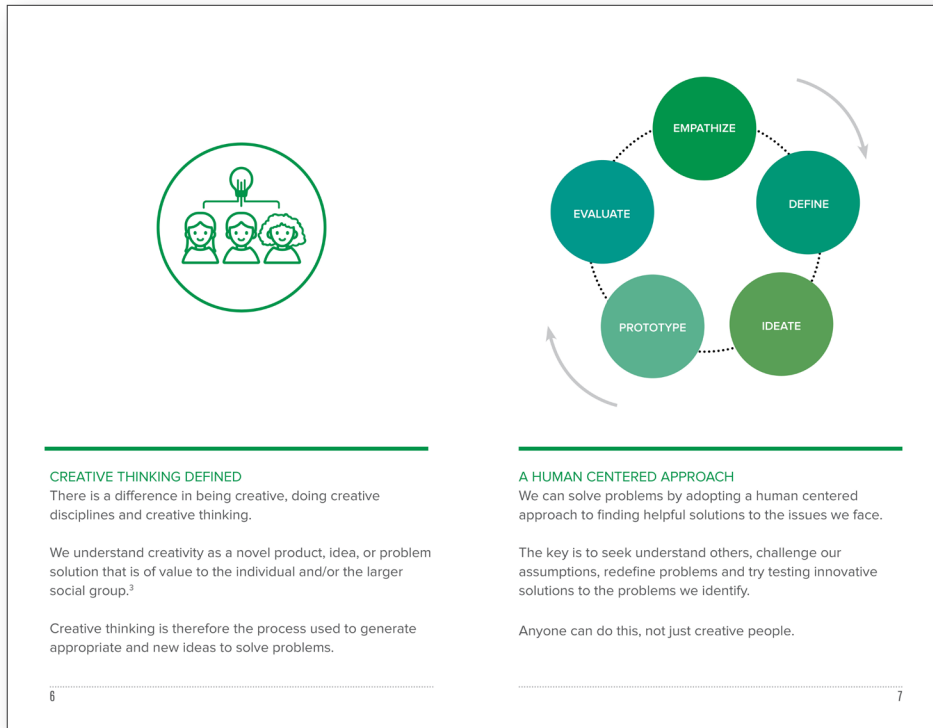 CREATIVE THINKING DEFINED
There is a difference in being creative, doing creative
disciplines and creative thinking.
We understand creativity as a novel product, idea, or problem
solution that is of value to the individual and/or the larger
social group.³
Creative thinking is therefore the process used to generate
appropriate and new ideas to solve problems.
6
EMPATHIZE
DEFINE
IDEATE
PROTOTYPE
EVALUATE
A HUMAN CENTERED APPROACH
We can solve problems by adopting a human centered
approach to finding helpful solutions to the issues we face.
The key is to seek understand others, challenge our
assumptions, redefine problems and try testing innovative
solutions to the problems we identify.
Anyone can do this, not just creative people.
7